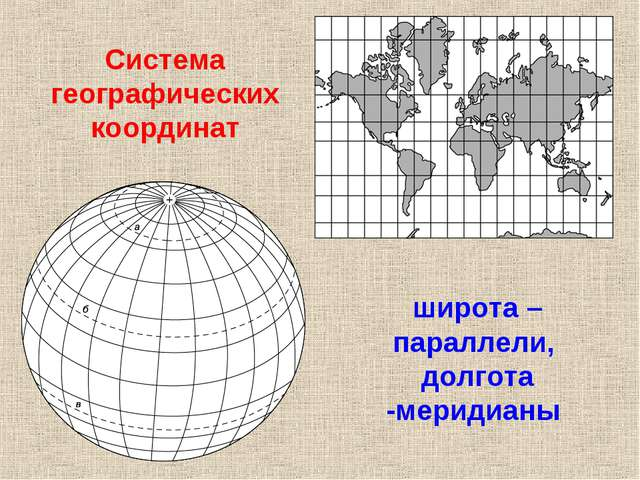 Система
географических
координат
а
б
в
широта –
параллели,
долгота
-меридианы